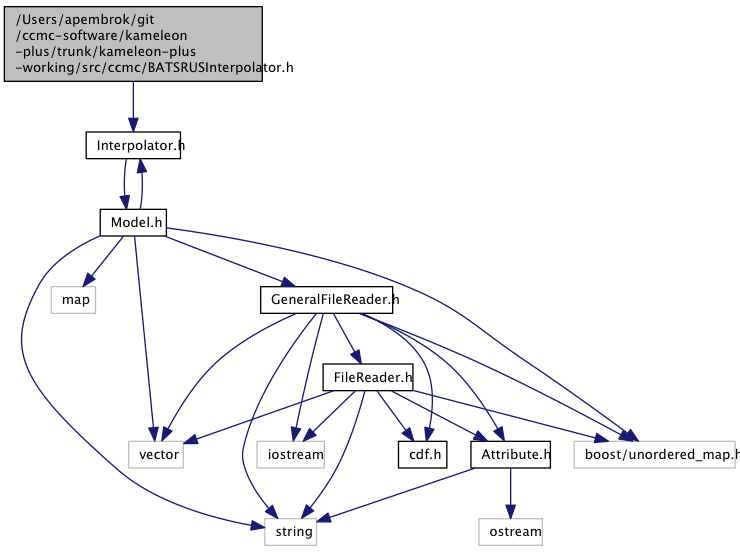 /Users/apembrok/git
/ccmc-software/kameleon
-plus/trunk/kameleon-plus
-working/src/ccmc/BATSRUSInterpolator.h
Interpolator.h
Model.h
map
GeneralFileReader.h
FileReader.h
vector
iostream
cdf.h
Attribute.h
boost/unordered_map.h
string
ostream